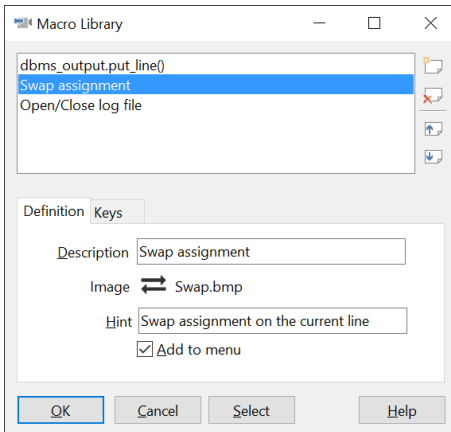 Macro Library
dbms_output.put_line()
Swap assignment
Open/Close log file
Definition Keys
Description Swap assignment
Image Swap.bmp
Hint Swap assignment on the current line
Add to menu
OK Cancel Select Help